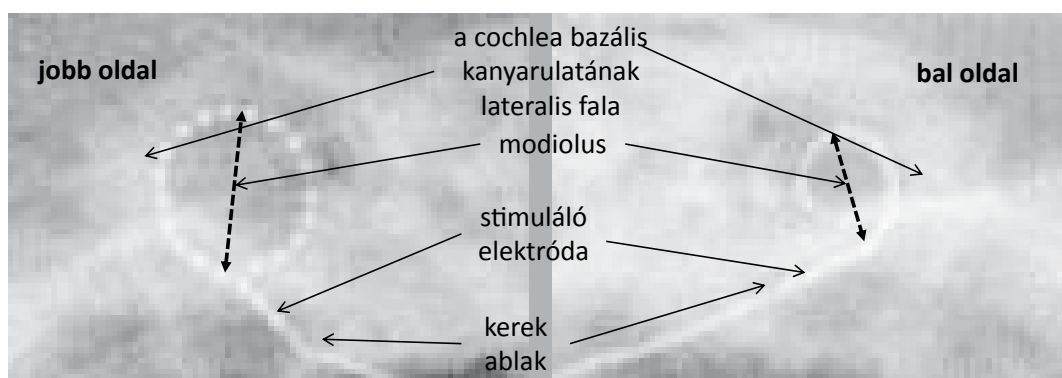 jobb oldal
a cochlea bazális
kanyarulatának
lateralis fala
bal oldal
modiolus
stimuláló
elektróda
kerek
ablak